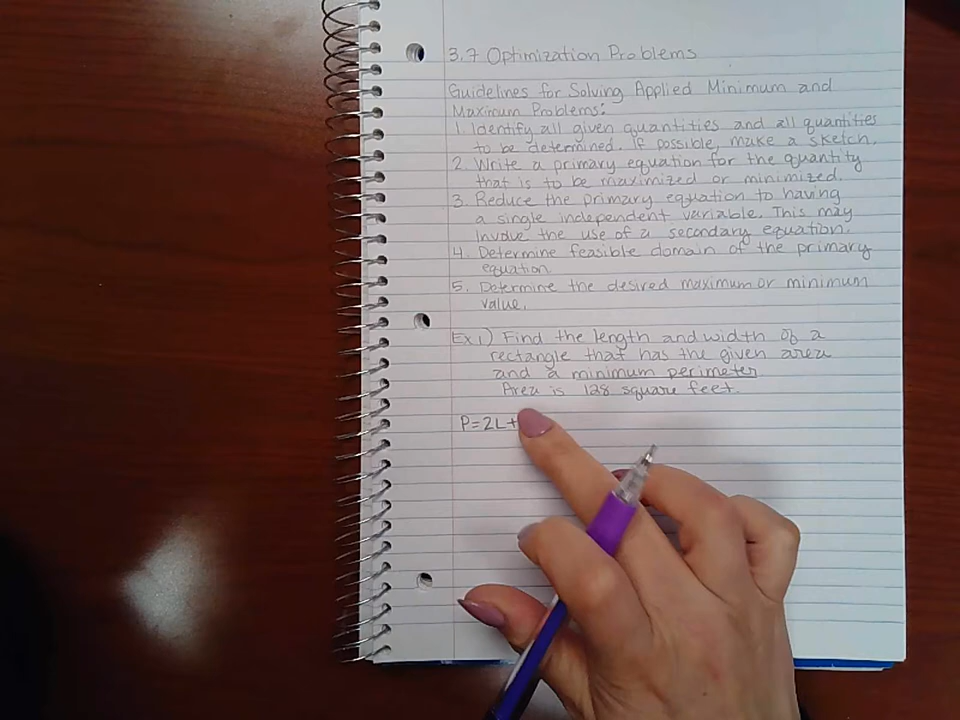 3.7 Optimization Problems
Guidelines for Solving Applied Minimum and
Maximum Problems:
1. Identify all given quantities and all quantities
to be determined. If possible, make a sketch.
2. Write a primary equation for the quantity
that is to be maximized or minimized.
3. Reduce the primary equation to having
a single independent variable. This may
involve the use of a secondary equation.
4. Determine feasible domain of the primary
equation.
5. Determine the desired maximum or minimum
value.
Ex.1) Find the length and width of a
rectangle that has the given area
and a minimum perimeter
Area is 128 square feet.
P=2L+